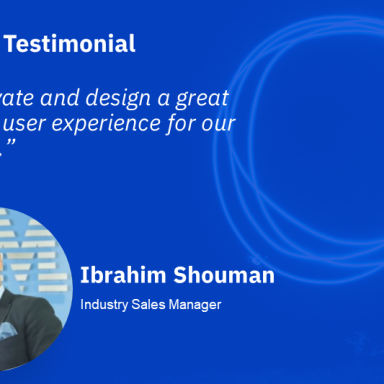 Testimonial
vate and design a great
user experience for our
.”
Ibrahim Shouman
Industry Sales Manager